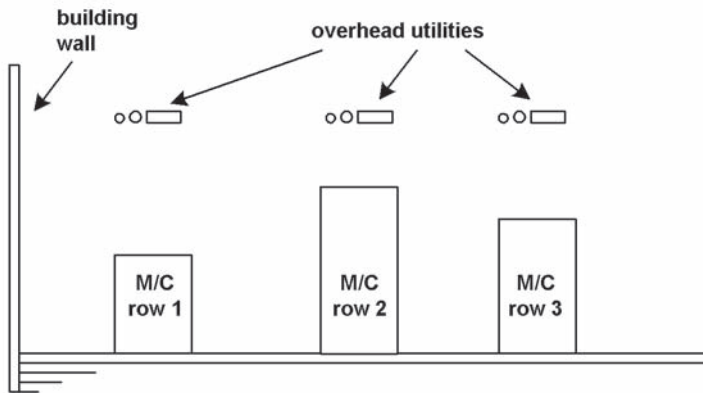 building
wall
overhead utilities
M/C
row 1
M/C
row 2
M/C
row 3